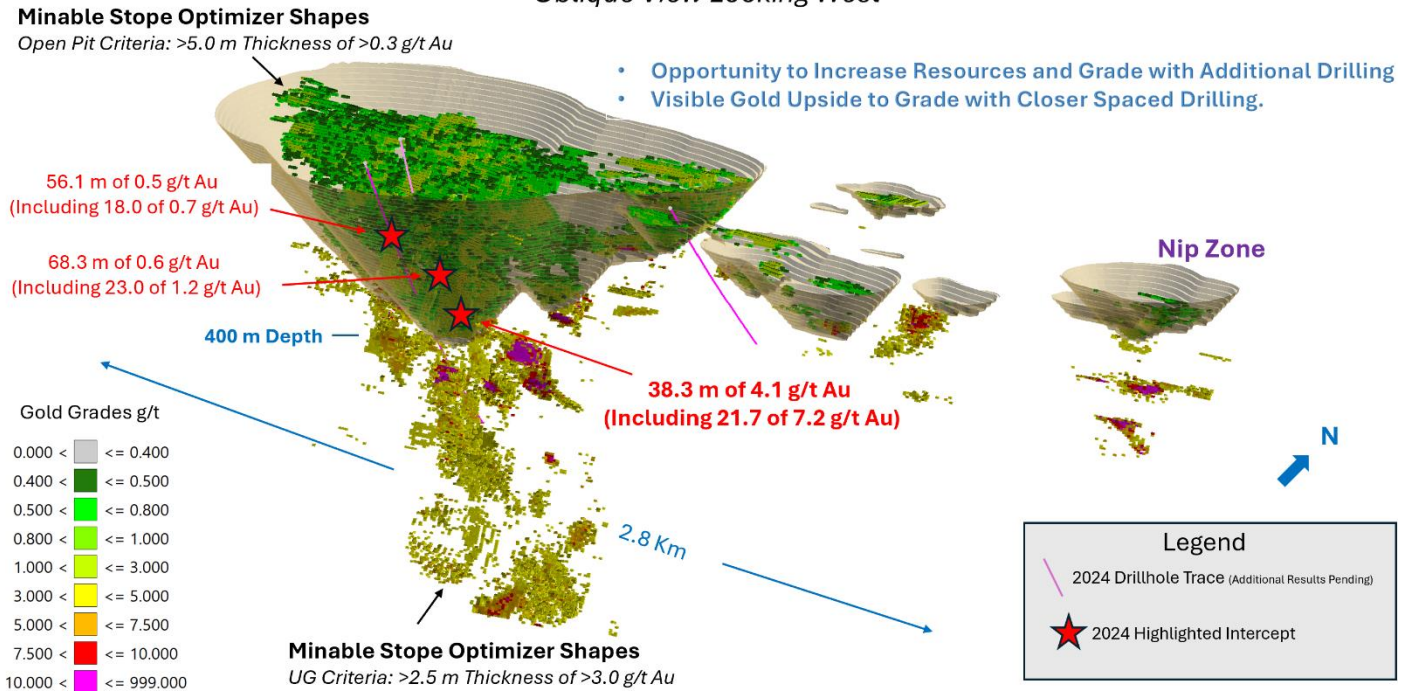 Oblique View Looking West
Minable Stope Optimizer Shapes
Open Pit Criteria: >5.0 m Thickness of >0.3 g/t Au
• Opportunity to Increase Resources and Grade with Additional Drilling
• Visible Gold Upside to Grade with Closer Spaced Drilling.
56.1 m of 0.5 g/t Au
(Including 18.0 of 0.7 g/t Au)
68.3 m of 0.6 g/t Au
(Including 23.0 of 1.2 g/t Au)
400 m Depth
Nip Zone
38.3 m of 4.1 g/t Au
(Including 21.7 of 7.2 g/t Au)
Gold Grades g/t
0.000 < <= 0.400
0.400 < <= 0.500
0.500 < <= 0.800
0.800 < <= 1.000
1.000 < <= 3.000
3.000 < <= 5.000
5.000 < <= 7.500
7.500 < <= 10.000
10.000 < <= 999.000
2.8 Km
N
Legend
2024 Drillhole Trace (Additional Results Pending)
2024 Highlighted Intercept
Minable Stope Optimizer Shapes
UG Criteria: >2.5 m Thickness of >3.0 g/t Au